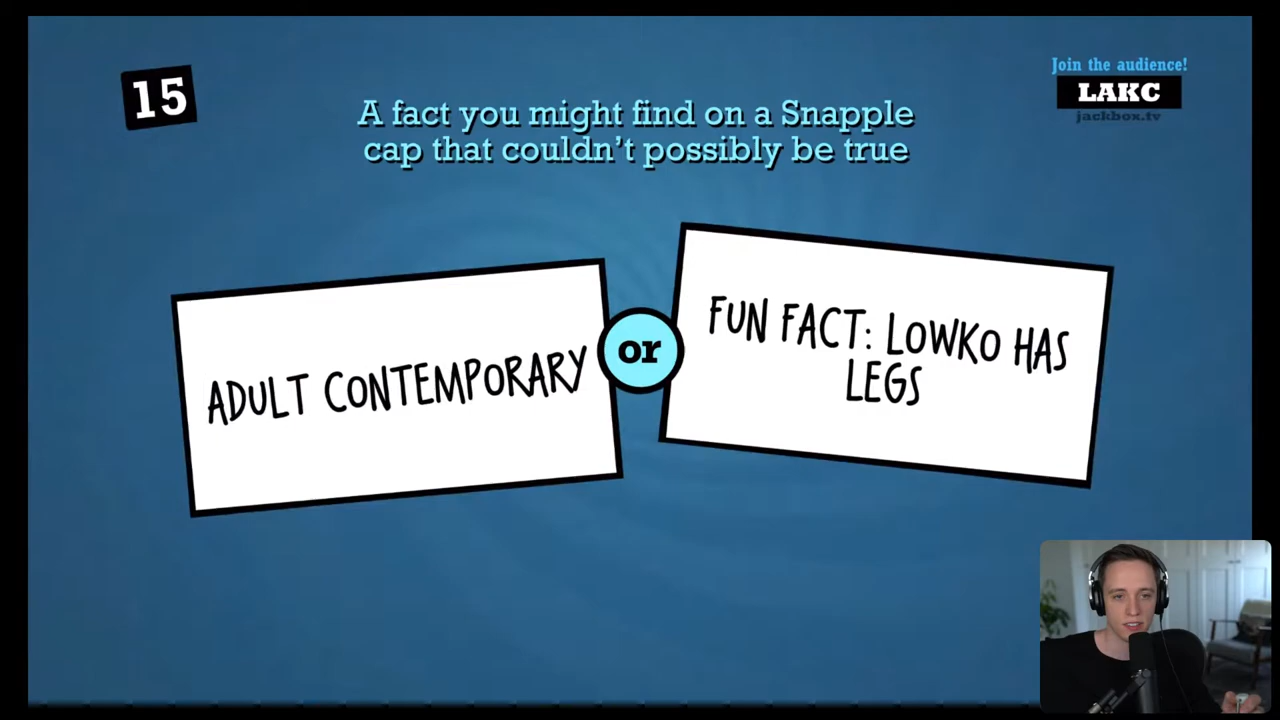 15
Join the audience!
LAKC
jackbox.tv
A fact you might find on a Snapple
cap that couldn't possibly be true
ADULT CONTEMPORARY
or
FUN FACT: LOWKO HAS
LEGS